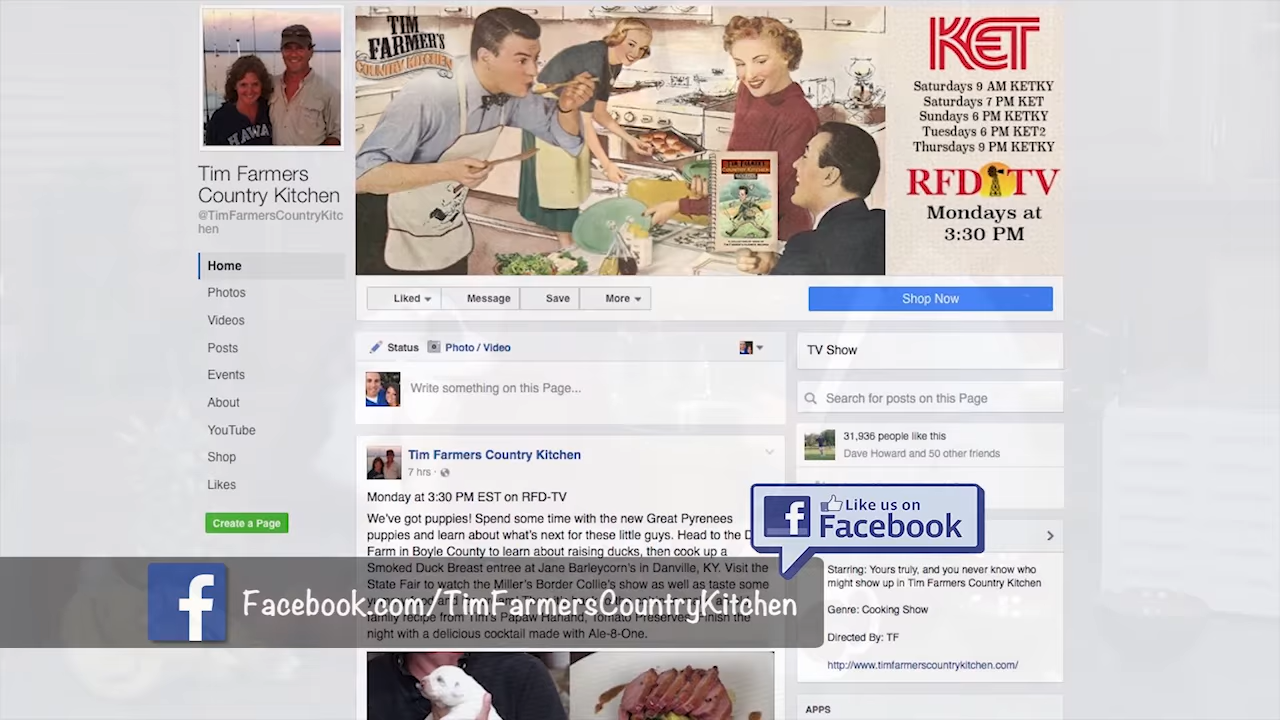 Tim Farmers
Country Kitchen
@TimFarmersCountryKitc
hen
Home
Photos
Videos
Posts
Events
About
YouTube
Shop
Likes
Create a Page
HAWA
TIM
FARMER'S
COUNTRY KITCHEN
TIM FARMER'S
KET
Saturdays 9 AM KETKY
Saturdays 7 PM KET
Sundays 6 PM KETKY
Tuesdays 6 PM KET2
Thursdays 9 PM KETKY
RFD TV
Mondays at
3:30 PM
Liked
Message
Save
More
Shop Now
Status
Photo / Video
Write something on this Page...
Tim Farmers Country Kitchen
7 hrs
Monday at 3:30 PM EST on RFD-TV
We've got puppies! Spend some time with the new Great Pyrenees
puppies and learn about what's next for these little guys. Head to the D
Farm in Boyle County to learn about raising ducks, then cook up a
Smoked Duck Breast entree at Jane Barleycorn's in Danville, KY. Visit the
State Fair to watch the Miller's Border Collie's show as well as taste some
family recipe from Tim's Papaw Hanand, Tomato Preserves. Finish the
night with a delicious cocktail made with Ale-8-One.
TV Show
Search for posts on this Page
31,936 people like this
Dave Howard and 50 other friends
Like us on
Facebook
Starring: Yours truly, and you never know who
might show up in Tim Farmers Country Kitchen
Genre: Cooking Show
Directed By: TF
http://www.timfarmerscountrykitchen.com/
APPS
f
Facebook.com/TimFarmersCountryKitchen